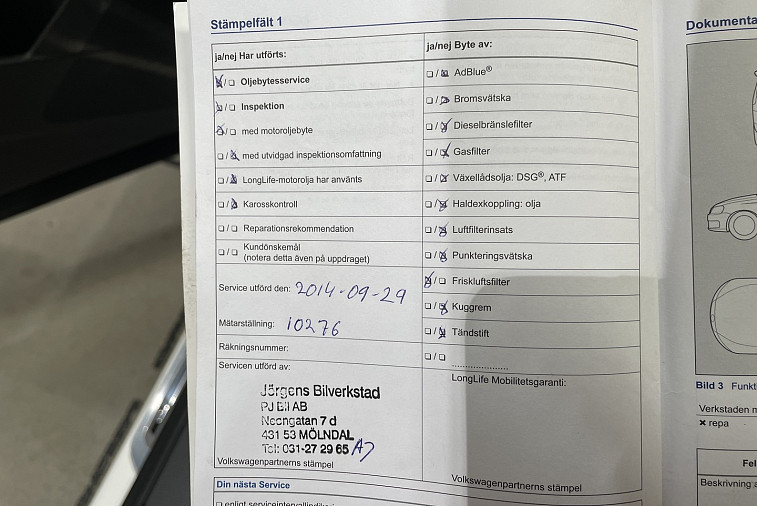 Stämpelfält 1
ja/nej Har utförts:
☒/☐ Oljebytesservice
☒/☐ Inspektion
☒/☐ med motoroljebyte
☐/☒ med utvidgad inspektionsomfattning
☐/☒ LongLife-motorolja har använts
☐/☒ Karosskontroll
☐/☐ Reparationsrekommendation
☐/☐ Kundönskemål
(notera detta även på uppdraget)
Service utförd den: 2014-09-29
Mätarställning: 10276
Räkningsnummer:
Servicen utförd av:
Järgens Bilverkstad
PJ Bil AB
Neongatan 7 d
431 53 MÖLNDAL
Tel: 031-27 29 65
Volkswagenpartnerns stämpel
Din nästa Service
ja/nej Byte av:
☐/☒ AdBlue®
☐/☒ Bromsvätska
☐/☒ Dieselbränslefilter
☐/☒ Gasfilter
☐/☒ Växellådsolja: DSG®, ATF
☐/☒ Haldexkoppling: olja
☐/☒ Luftfilterinsats
☐/☒ Punkteringsvätska
☒/☐ Friskluftsfilter
☐/☒ Kuggrem
☐/☒ Tändstift
☐/☐ ....................
LongLife Mobilitetsgaranti:
Volkswagenpartnerns stämpel
Dokumenta
Bild 3 Funkt
Verkstaden m
✖ repa
Fel
Beskrivning a